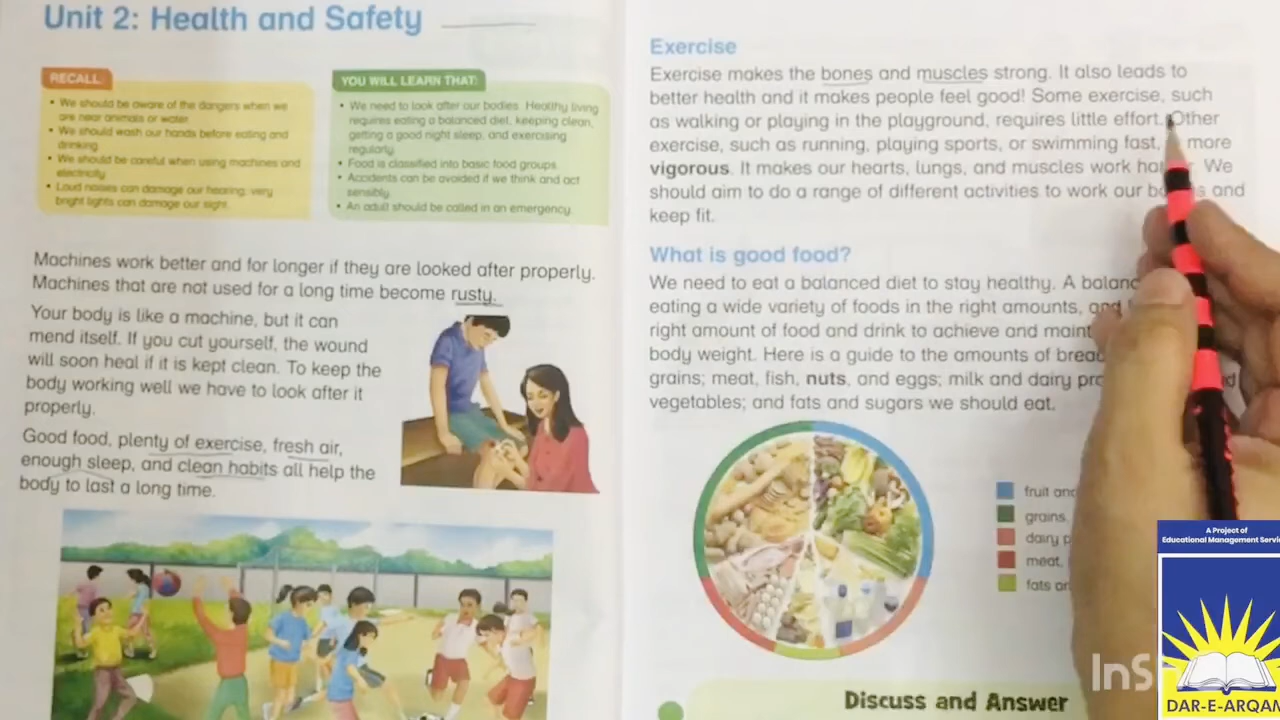 Unit 2: Health and Safety
RECALL:
• We should be aware of the dangers when we
are near animals or water.
• We should wash our hands before eating and
drinking.
• We should be careful when using machines and
electricity.
• Loud noises can damage our hearing; very
bright lights can damage our sight.
YOU WILL LEARN THAT:
• We need to look after our bodies. Healthy living
requires eating a balanced diet, keeping clean,
getting a good night sleep, and exercising
regularly.
• Food is classified into basic food groups.
• Accidents can be avoided if we think and act
sensibly.
• An adult should be called in an emergency.
Machines work better and for longer if they are looked after properly.
Machines that are not used for a long time become rusty.
Your body is like a machine, but it can
mend itself. If you cut yourself, the wound
will soon heal if it is kept clean. To keep the
body working well we have to look after it
properly.
Good food, plenty of exercise, fresh air,
enough sleep, and clean habits all help the
body to last a long time.
Exercise
Exercise makes the bones and muscles strong. It also leads to
better health and it makes people feel good! Some exercise, such
as walking or playing in the playground, requires little effort. Other
exercise, such as running, playing sports, or swimming fast, more
vigorous. It makes our hearts, lungs, and muscles work We
should aim to do a range of different activities to work our and
keep fit.
What is good food?
We need to eat a balanced diet to stay healthy. A
eating a wide variety of foods in the right amounts, and
right amount of food and drink to achieve and
body weight. Here is a guide to the amounts of
grains; meat, fish, nuts, and eggs; milk and dairy
vegetables; and fats and sugars we should eat.
fruit
grains,
dairy
meat,
fats
Discuss and Answer
A Project of
Educational Management
DAR-E-ARQAM
InSh